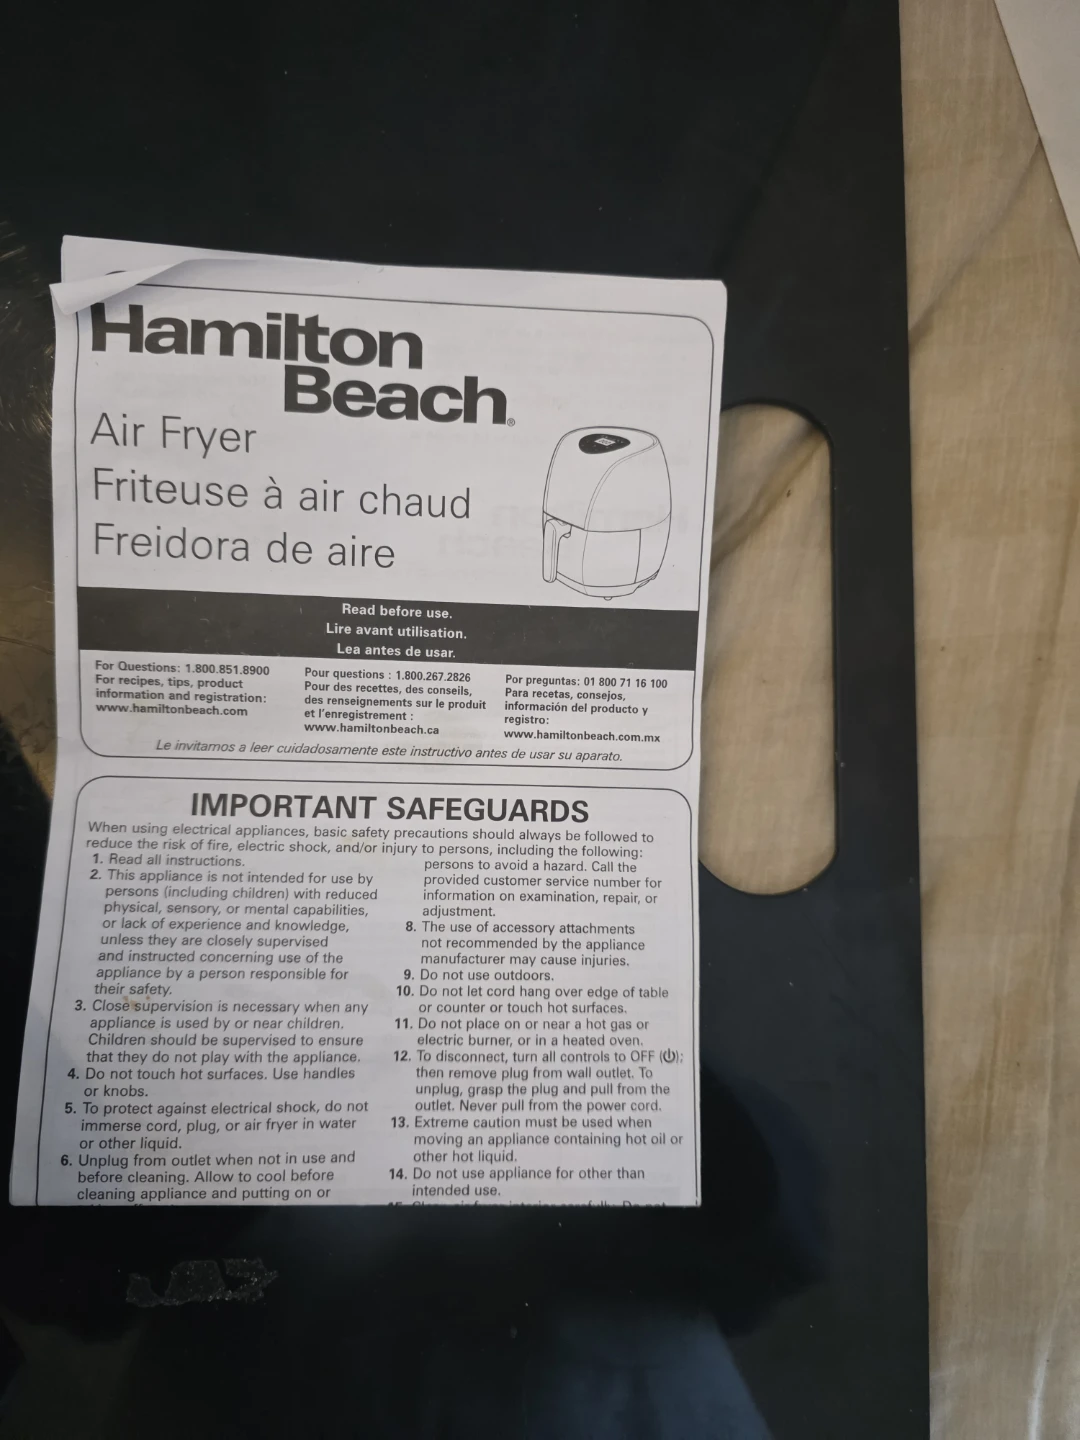 Hamilton
Beach®
Air Fryer
Friteuse à air chaud
Freidora de aire
Read before use.
Lire avant utilisation.
Lea antes de usar.
For Questions: 1.800.851.8900
For recipes, tips, product
information and registration:
www.hamiltonbeach.com
Pour questions : 1.800.267.2826
Pour des recettes, des conseils,
des renseignements sur le produit
et l'enregistrement :
www.hamiltonbeach.ca
Por preguntas: 01 800 71 16 100
Para recetas, consejos,
información del producto y
registro:
www.hamiltonbeach.com.mx
Le invitamos a leer cuidadosamente este instructivo antes de usar su aparato.
IMPORTANT SAFEGUARDS
When using electrical appliances, basic safety precautions should always be followed to
reduce the risk of fire, electric shock, and/or injury to persons, including the following:
1. Read all instructions.
2. This appliance is not intended for use by
persons (including children) with reduced
physical, sensory, or mental capabilities,
or lack of experience and knowledge,
unless they are closely supervised
and instructed concerning use of the
appliance by a person responsible for
their safety.
3. Close supervision is necessary when any
appliance is used by or near children.
Children should be supervised to ensure
that they do not play with the appliance.
4. Do not touch hot surfaces. Use handles
or knobs.
5. To protect against electrical shock, do not
immerse cord, plug, or air fryer in water
or other liquid.
6. Unplug from outlet when not in use and
before cleaning. Allow to cool before
cleaning appliance and putting on or
persons to avoid a hazard. Call the
provided customer service number for
information on examination, repair, or
adjustment.
8. The use of accessory attachments
not recommended by the appliance
manufacturer may cause injuries.
9. Do not use outdoors.
10. Do not let cord hang over edge of table
or counter or touch hot surfaces.
11. Do not place on or near a hot gas or
electric burner, or in a heated oven.
12. To disconnect, turn all controls to OFF (⏻);
then remove plug from wall outlet. To
unplug, grasp the plug and pull from the
outlet. Never pull from the power cord.
13. Extreme caution must be used when
moving an appliance containing hot oil or
other hot liquid.
14. Do not use appliance for other than
intended use.